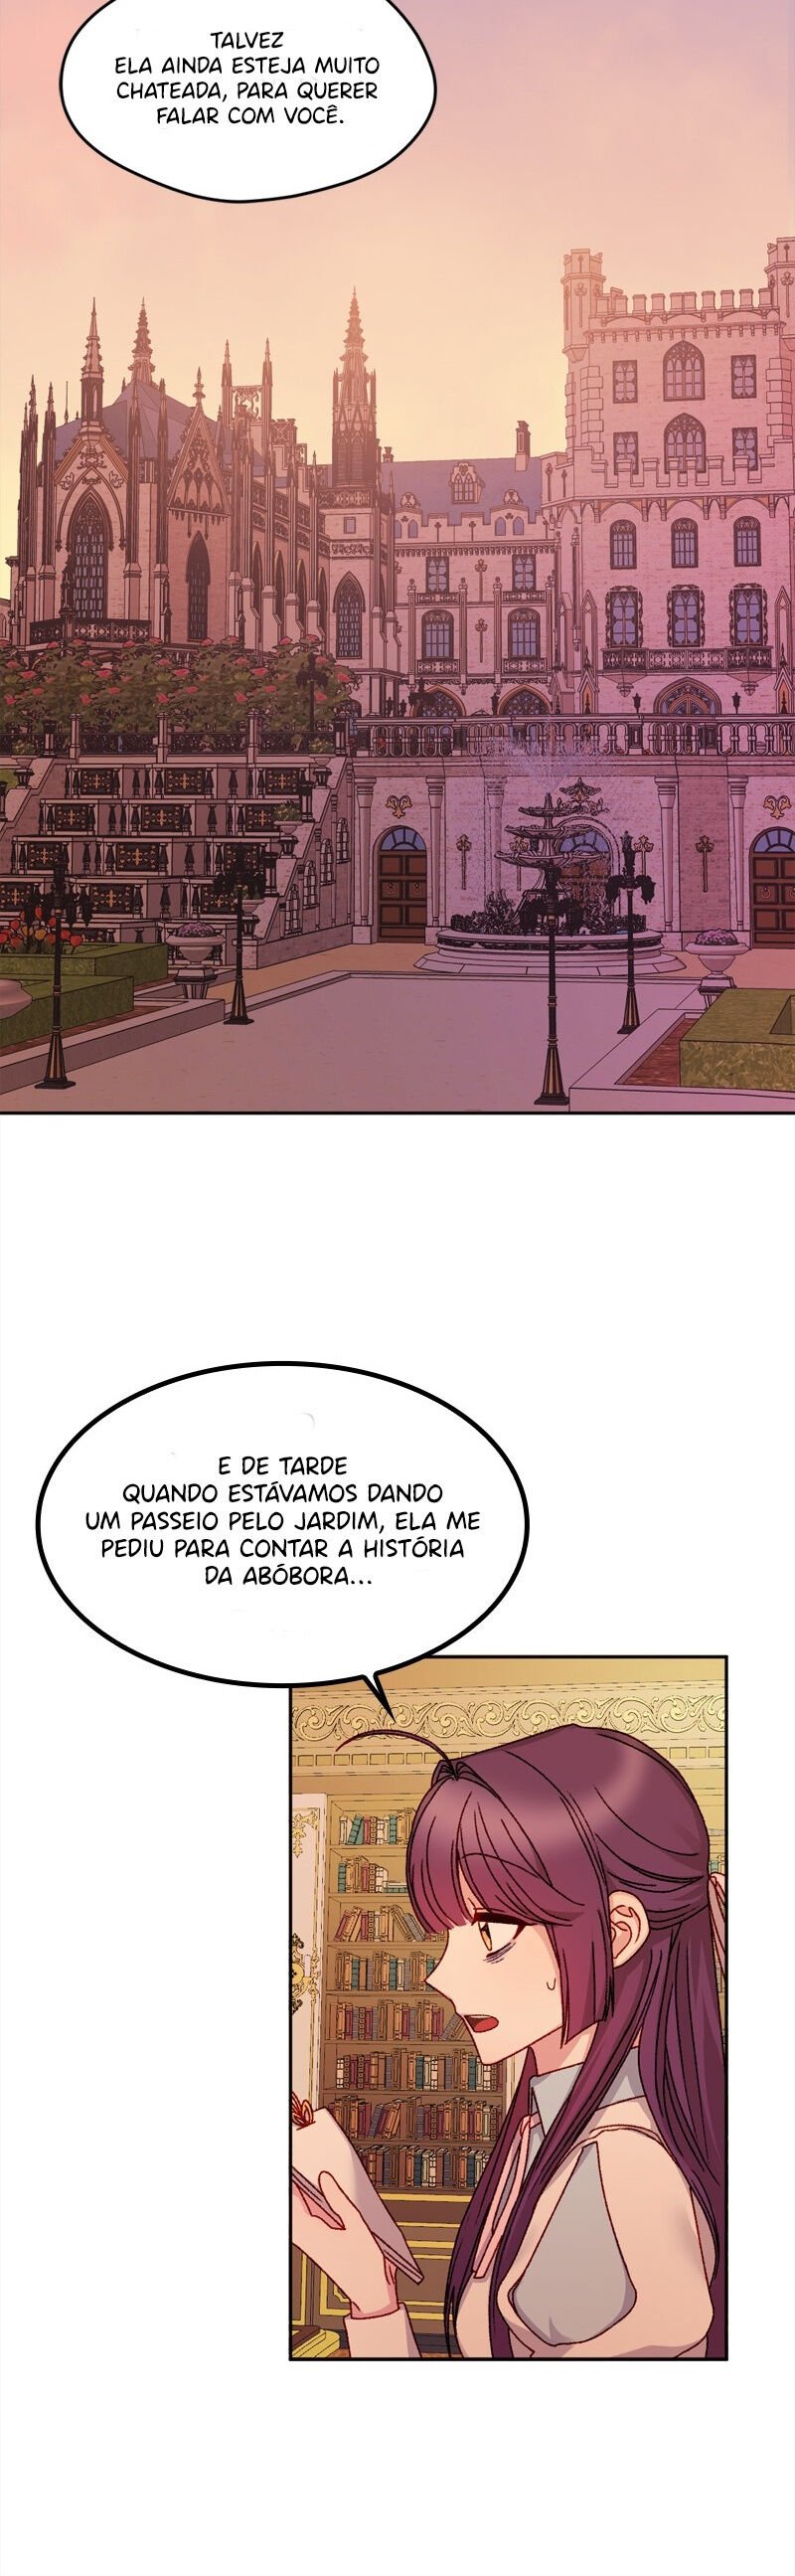 TALVEZ
ELA AINDA ESTEJA MUITO
CHATEADA, PARA QUERER
FALAR COM VOCÊ.
E DE TARDE
QUANDO ESTÁVAMOS DANDO
UM PASSEIO PELO JARDIM, ELA ME
PEDIU PARA CONTAR A HISTÓRIA
DA ABÓBORA...